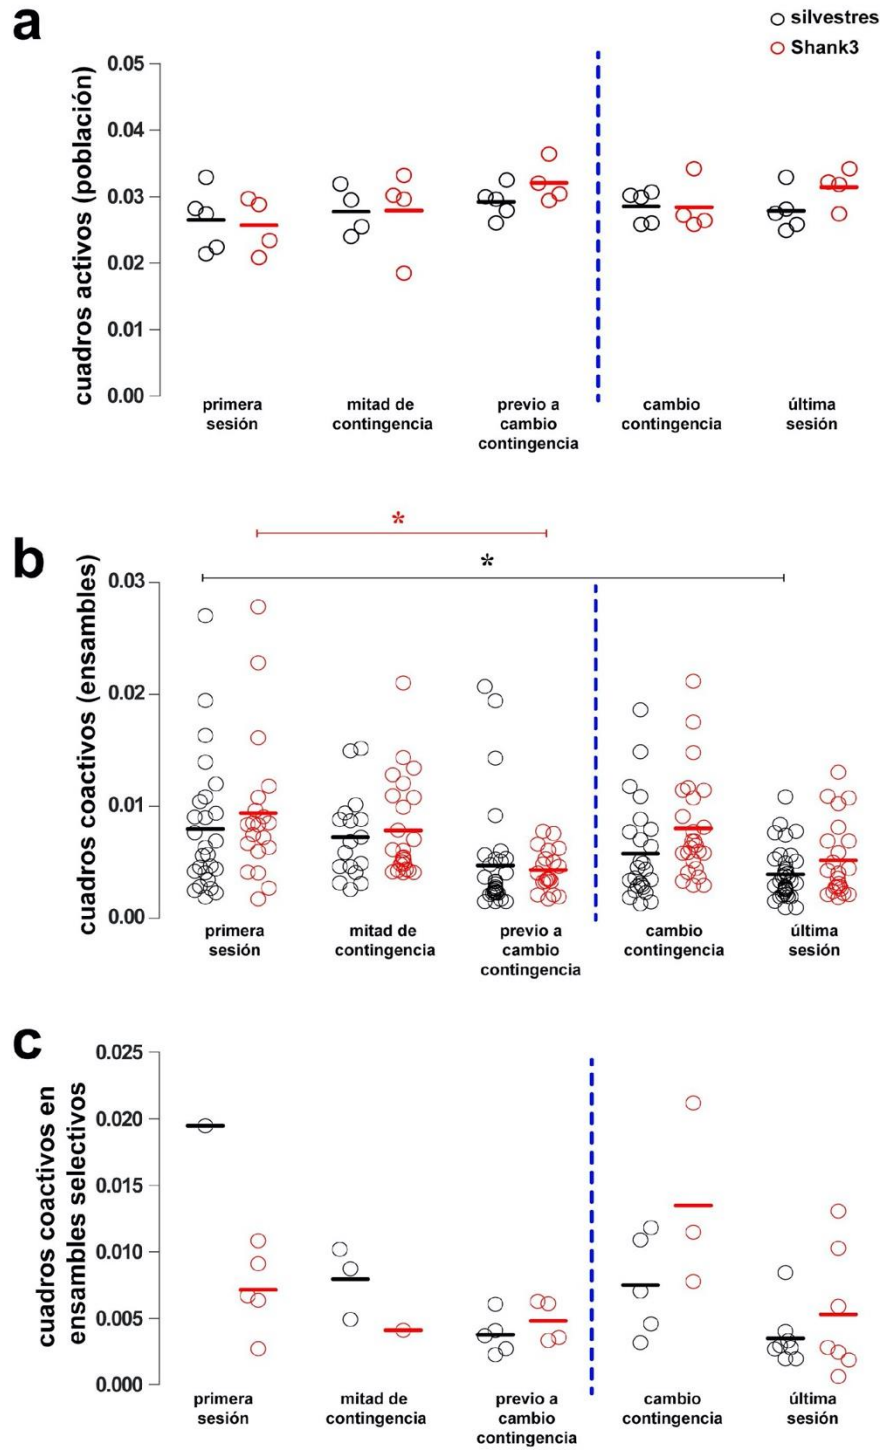 a
silvestres
Shank3
cuadros activos (población)
0.05
0.04
0.03
0.02
0.01
0.00
primera
sesión
mitad de
contingencia
previo a
cambio
contingencia
cambio
contingencia
última
sesión
*
*
b
cuadros coactivos (ensambles)
0.03
0.02
0.01
0.00
primera
sesión
mitad de
contingencia
previo a
cambio
contingencia
cambio
contingencia
última
sesión
c
cuadros coactivos en
ensambles selectivos
0.025
0.020
0.015
0.010
0.005
0.000
primera
sesión
mitad de
contingencia
previo a
cambio
contingencia
cambio
contingencia
última
sesión